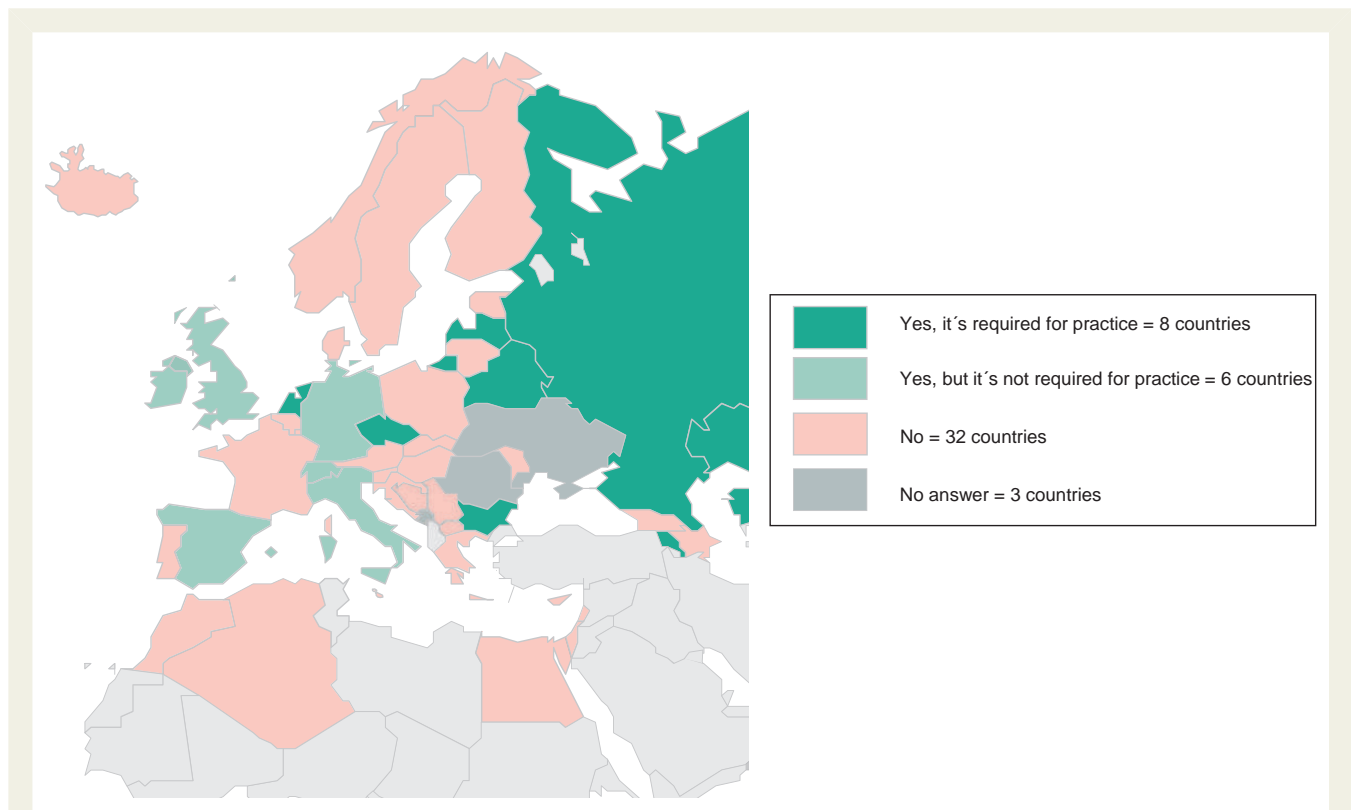 Yes, it´s required for practice = 8 countries
Yes, but it´s not required for practice = 6 countries
No = 32 countries
No answer = 3 countries